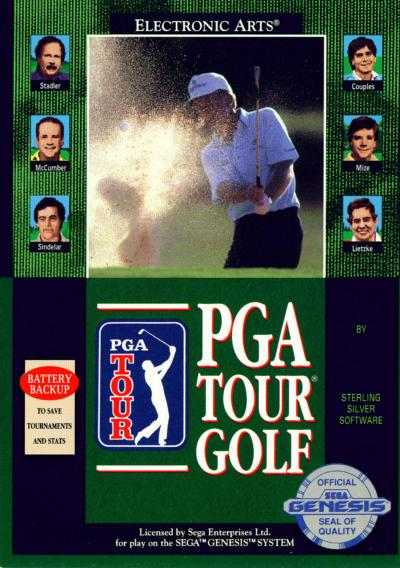 ELECTRONIC ARTS®
Stadler
McCumber
Sindelar
Couples
Mize
Lietzke
PGA
TOUR
PGA
TOUR®
GOLF
BY
STERLING
SILVER
SOFTWARE
BATTERY
BACKUP
TO SAVE
TOURNAMENTS
AND STATS
OFFICIAL
SEGA
GENESIS
SEAL OF
QUALITY
Licensed by Sega Enterprises Ltd.
for play on the SEGA™ GENESIS™ SYSTEM